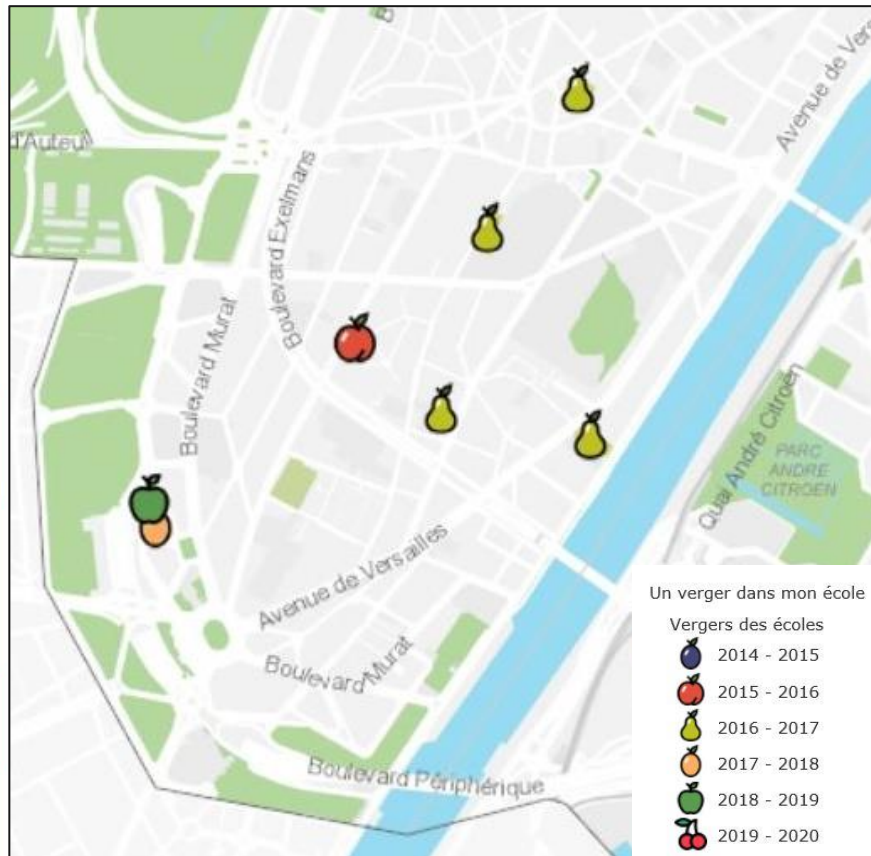 Avenue de Vers
d'Auteuil
Boulevard Exelmans
Boulevard Murat
Quai André Citroën
PARC
ANDRE
CITROEN
Avenue de Versailles
Boulevard Murat
Boulevard Périphérique
Un verger dans mon école
Vergers des écoles
2014 - 2015
2015 - 2016
2016 - 2017
2017 - 2018
2018 - 2019
2019 - 2020